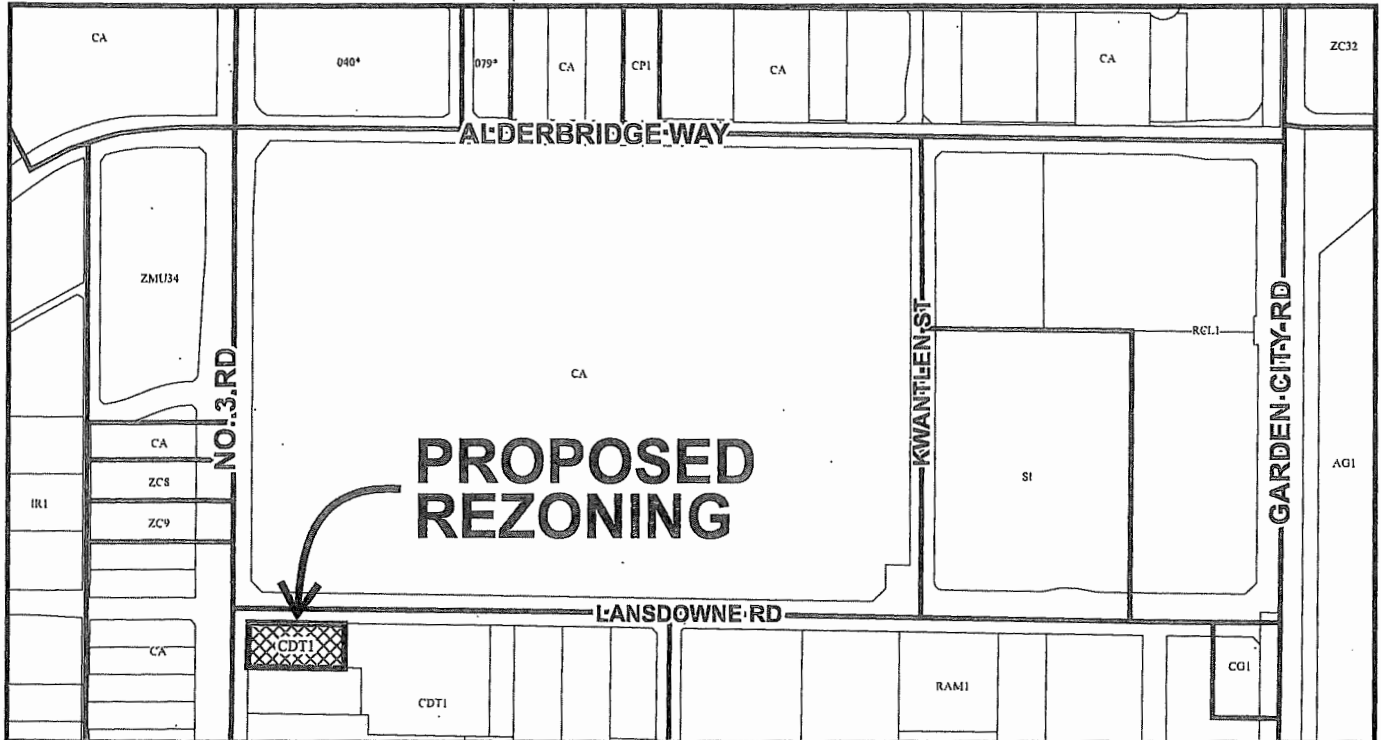 CA
040*
079*
CA
CP1
CA
CA
ZC32
ALDERBRIDGE WAY
ZMU34
NO. 3 RD
KWANTLEN ST
RCL1
GARDEN CITY RD
CA
CA
ZC8
ZC9
IR1
PROPOSED
REZONING
SI
AG1
LANSDOWNE RD
CDT1
CA
CDT1
RAM1
CG1